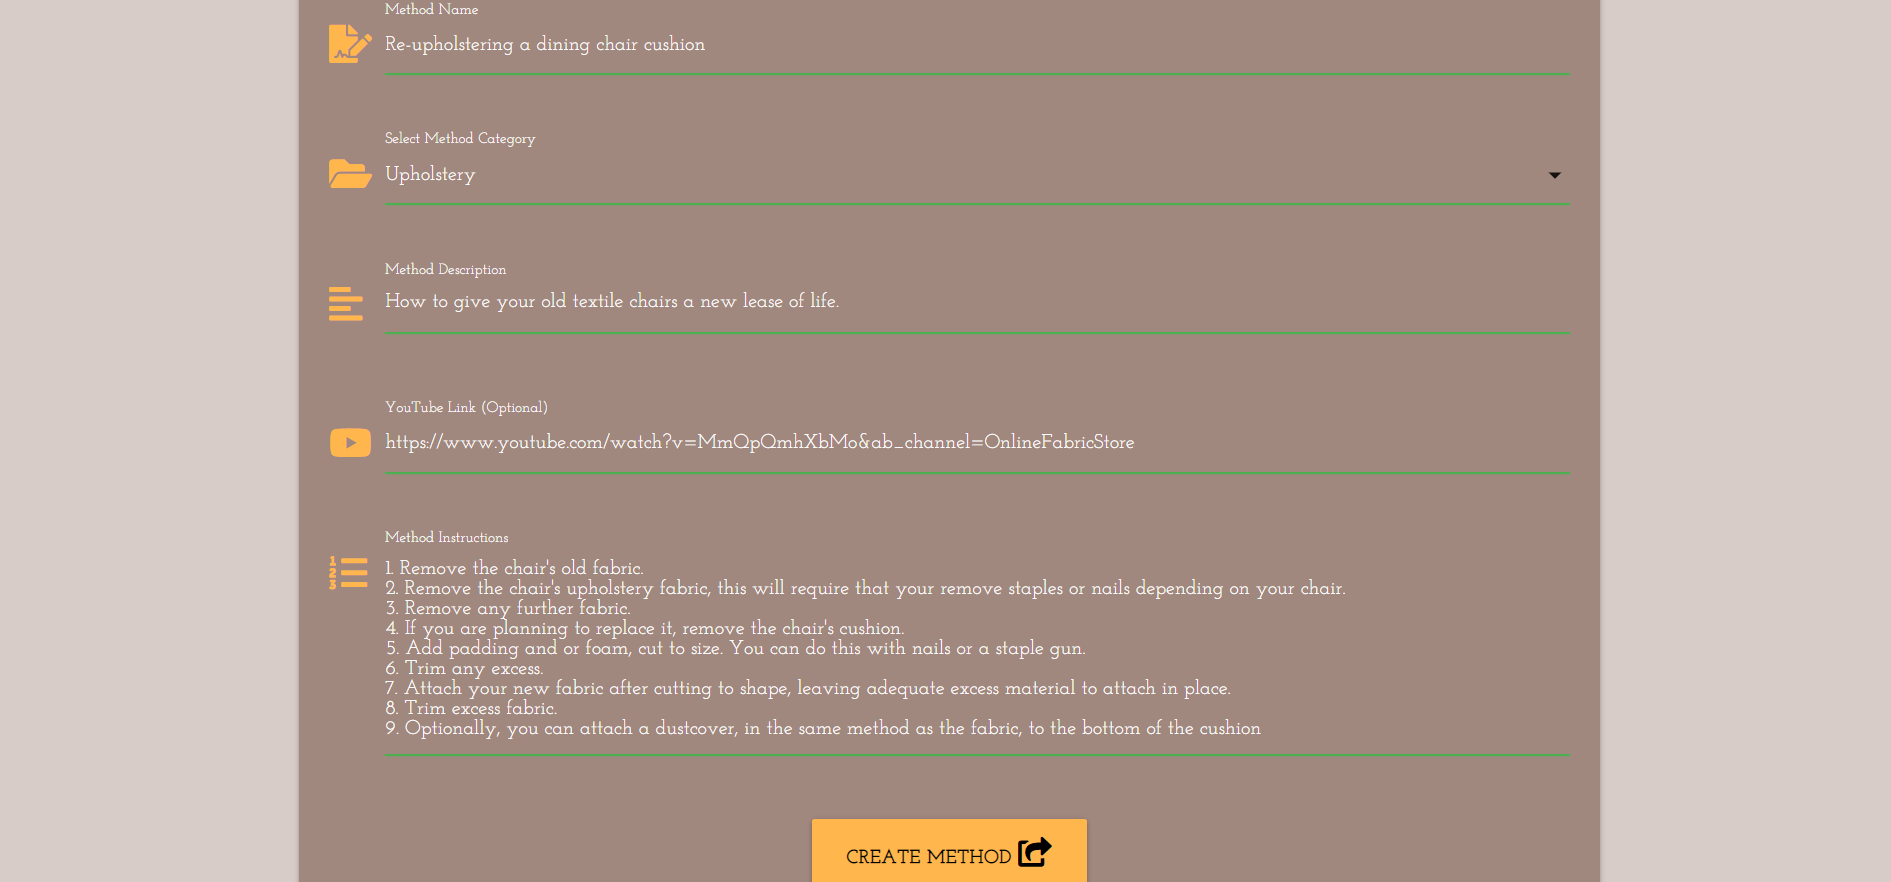 Method Name
Re-upholstering a dining chair cushion
Select Method Category
Upholstery
Method Description
How to give your old textile chairs a new lease of life.
YouTube Link (Optional)
https://www.youtube.com/watch?v=MmQpQmhXbMo&ab_channel=OnlineFabricStore
Method Instructions
1. Remove the chair's old fabric.
2. Remove the chair's upholstery fabric, this will require that your remove staples or nails depending on your chair.
3. Remove any further fabric.
4. If you are planning to replace it, remove the chair's cushion.
5. Add padding and or foam, cut to size. You can do this with nails or a staple gun.
6. Trim any excess.
7. Attach your new fabric after cutting to shape, leaving adequate excess material to attach in place.
8. Trim excess fabric.
9. Optionally, you can attach a dustcover, in the same method as the fabric, to the bottom of the cushion
CREATE METHOD